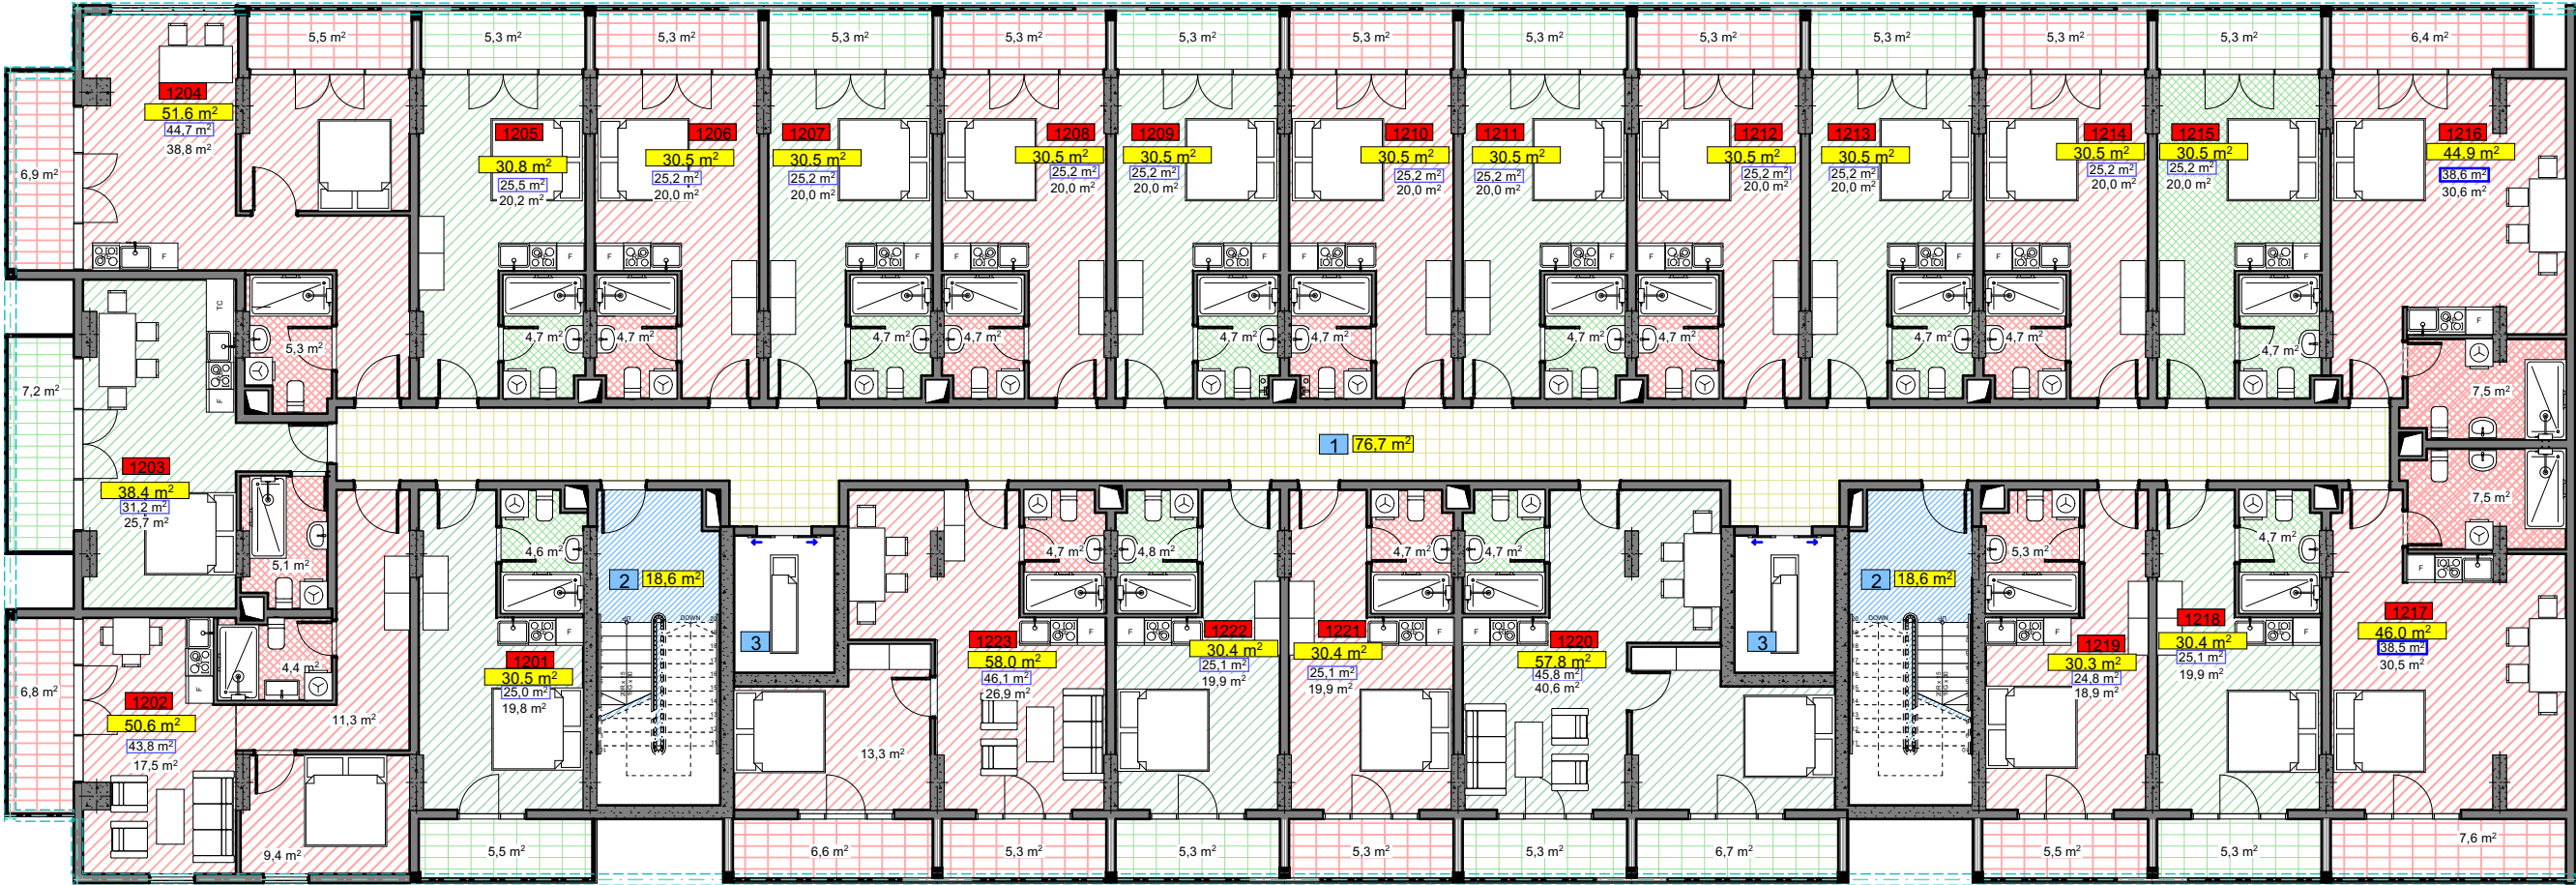 5,5 m²
5,3 m²
5,3 m²
5,3 m²
5,3 m²
5,3 m²
5,3 m²
5,3 m²
5,3 m²
5,3 m²
5,3 m²
5,3 m²
6,4 m²
1204
51.6 m²
44,7 m²
38,8 m²
6,9 m²
F
1205
30.8 m²
25,5 m²
20,2 m²
F
4,7 m²
1206
30.5 m²
25,2 m²
20,0 m²
F
4,7 m²
1207
30.5 m²
25,2 m²
20,0 m²
F
4,7 m²
1208
30.5 m²
25,2 m²
20,0 m²
F
4,7 m²
1209
30.5 m²
25,2 m²
20,0 m²
F
4,7 m²
1210
30.5 m²
25,2 m²
20,0 m²
F
4,7 m²
1211
30.5 m²
25,2 m²
20,0 m²
F
4,7 m²
1212
30.5 m²
25,2 m²
20,0 m²
F
4,7 m²
1213
30.5 m²
25,2 m²
20,0 m²
F
4,7 m²
1214
30.5 m²
25,2 m²
20,0 m²
F
4,7 m²
1215
30.5 m²
25,2 m²
20,0 m²
F
4,7 m²
1216
44.9 m²
38,6 m²
30,6 m²
F
7,5 m²
TC
5,3 m²
F
7,2 m²
1203
38.4 m²
31,2 m²
25,7 m²
5,1 m²
1 76,7 m²
7,5 m²
4,6 m²
2 18,6 m²
3
4,7 m²
4,8 m²
4,7 m²
4,7 m²
3
2 18,6 m²
5,3 m²
4,7 m²
F
6,8 m²
F
4,4 m²
1202
50.6 m²
43,8 m²
17,5 m²
11,3 m²
9,4 m²
F
1201
30.5 m²
25,0 m²
19,8 m²
DOWN
F
1223
58.0 m²
46,1 m²
26,9 m²
13,3 m²
F
1222
30.4 m²
25,1 m²
19,9 m²
F
1221
30.4 m²
25,1 m²
19,9 m²
F
1220
57.8 m²
45,8 m²
40,6 m²
DOWN
F
1219
30.3 m²
24,8 m²
18,9 m²
F
1218
30.4 m²
25,1 m²
19,9 m²
1217
46.0 m²
38,5 m²
30,5 m²
5,5 m²
6,6 m²
5,3 m²
5,3 m²
5,3 m²
5,3 m²
6,7 m²
5,5 m²
5,3 m²
7,6 m²